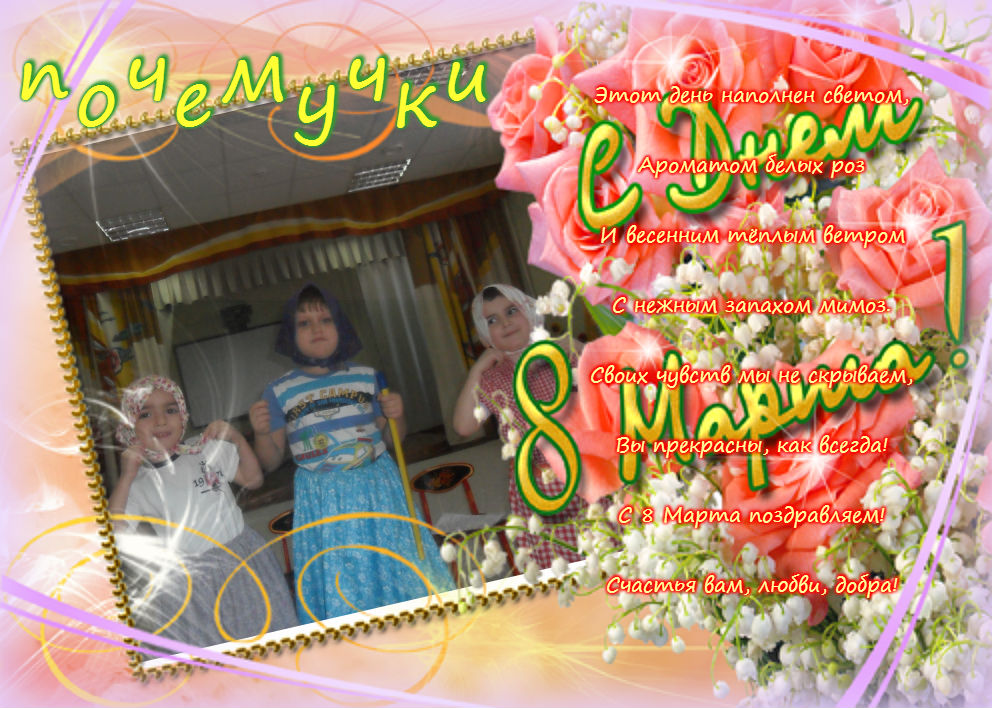 почемучки
С Днем
8 Марта!
Этот день наполнен светом,
Ароматом белых роз
И весенним тёплым ветром
С нежным запахом мимоз.
Своих чувств мы не скрываем,
Вы прекрасны, как всегда!
С 8 Марта поздравляем!
Счастья вам, любви, добра!